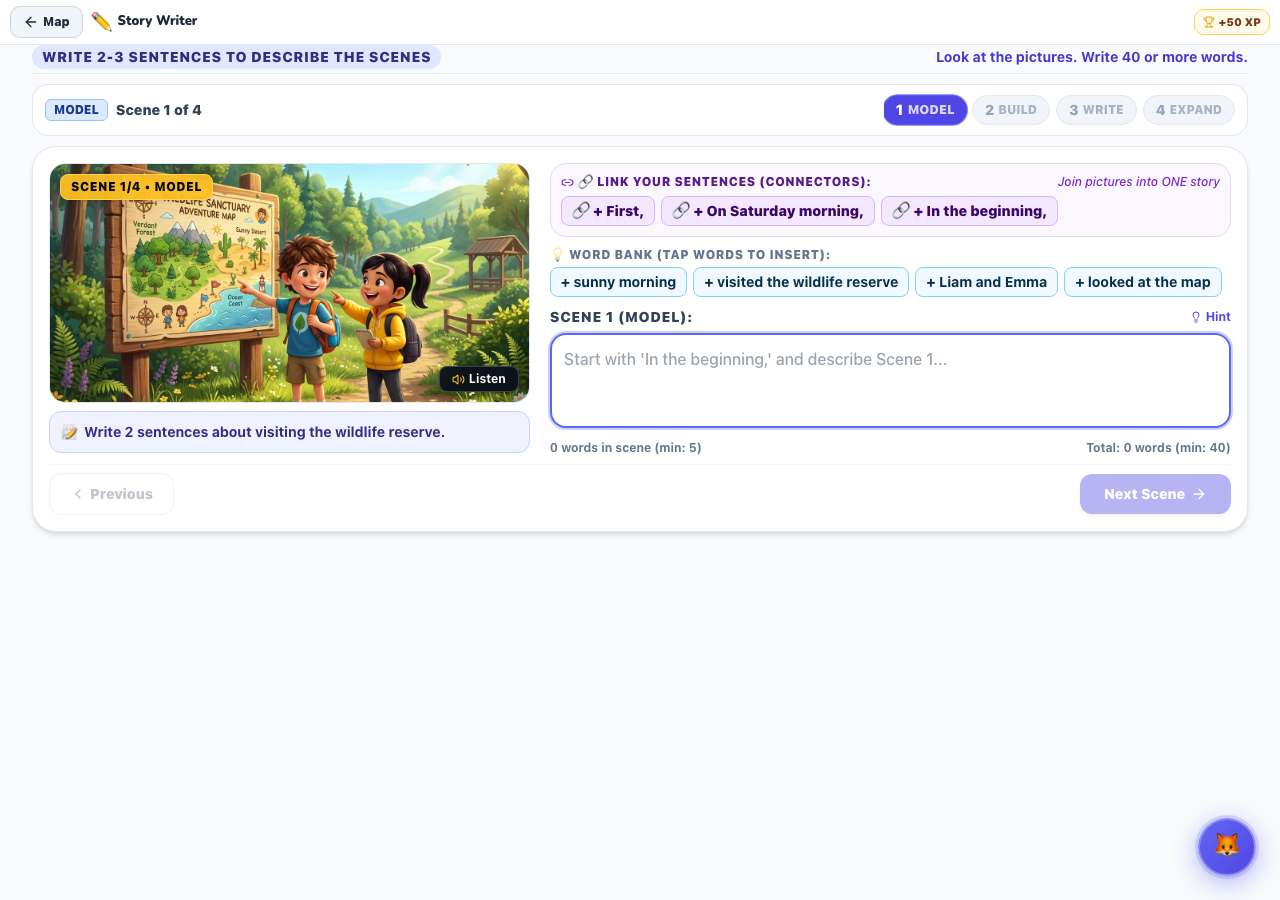 Map
✏️ Story Writer
+50 XP
WRITE 2-3 SENTENCES TO DESCRIBE THE SCENES
Look at the pictures. Write 40 or more words.
MODEL
Scene 1 of 4
1 MODEL
2 BUILD
3 WRITE
4 EXPAND
SCENE 1/4 • MODEL
WILDLIFE SANCTUARY
ADVENTURE MAP
Verdant
Forest
Sunny Desert
Ocean
Coast
Listen
📝 Write 2 sentences about visiting the wildlife reserve.
🔗 LINK YOUR SENTENCES (CONNECTORS):
Join pictures into ONE story
🔗 + First,
🔗 + On Saturday morning,
🔗 + In the beginning,
💡 WORD BANK (TAP WORDS TO INSERT):
+ sunny morning
+ visited the wildlife reserve
+ Liam and Emma
+ looked at the map
SCENE 1 (MODEL):
Hint
Start with 'In the beginning,' and describe Scene 1...
0 words in scene (min: 5)
Total: 0 words (min: 40)
Previous
Next Scene